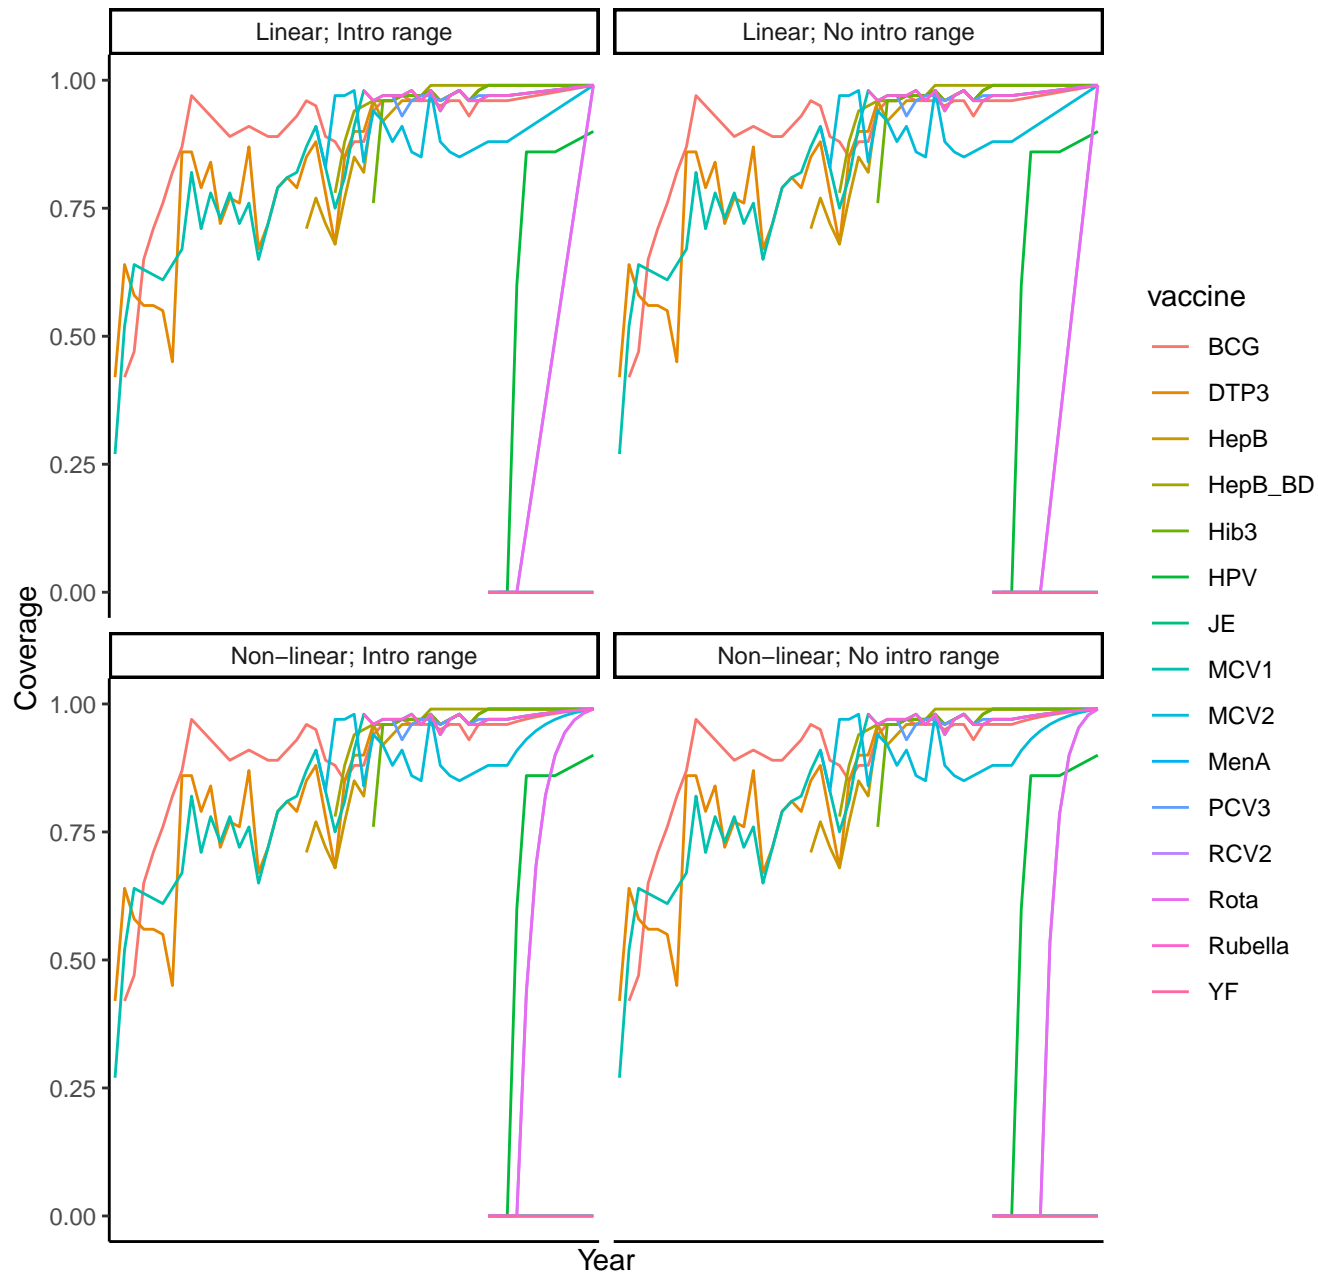 Linear; Intro range
Linear; No intro range
1.00
0.75
0.50
0.25
0.00
Non−linear; Intro range
Non−linear; No intro range
1.00
0.75
0.50
0.25
0.00
Coverage
Year
vaccine
BCG
DTP3
HepB
HepB_BD
Hib3
HPV
JE
MCV1
MCV2
MenA
PCV3
RCV2
Rota
Rubella
YF